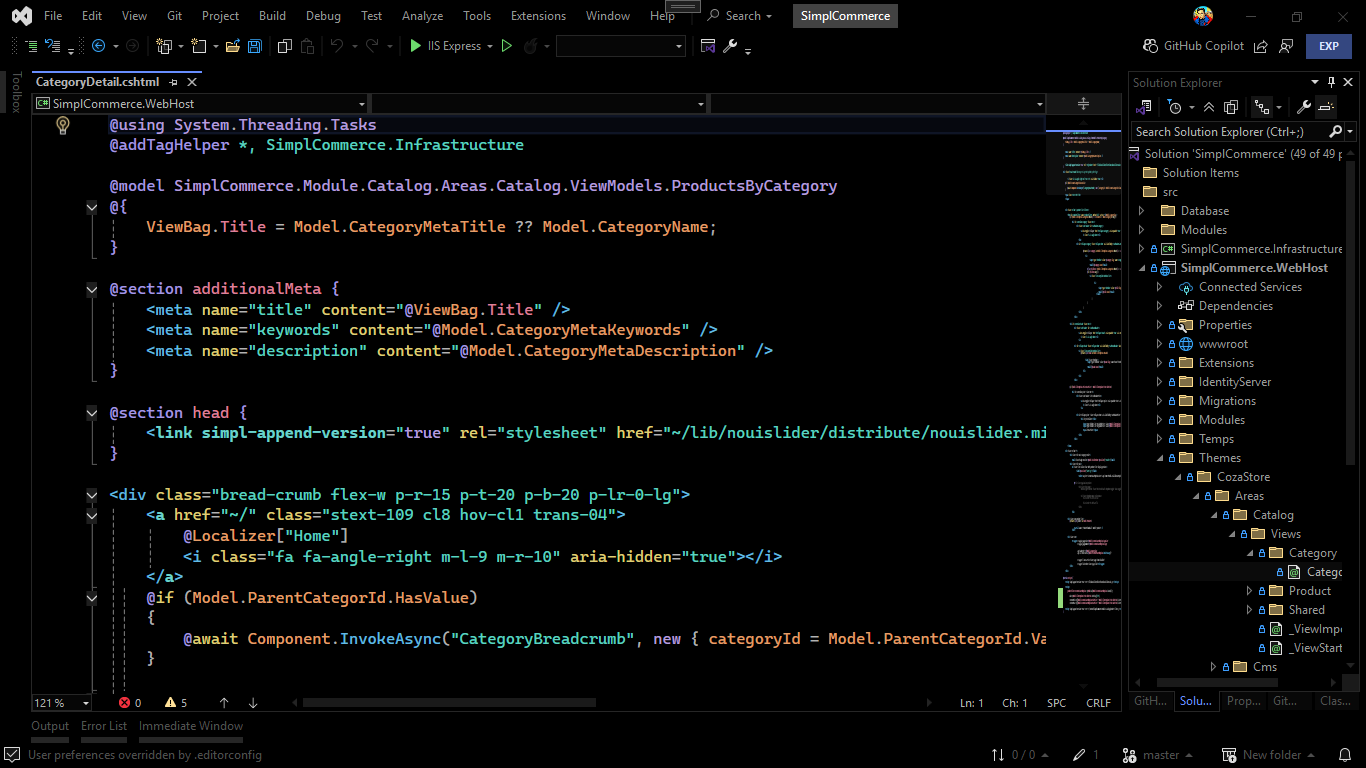 File Edit View Git Project Build Debug Test Analyze Tools Extensions Window Help Search SimplCommerce
IIS Express GitHub Copilot EXP
Toolbox
CategoryDetail.cshtml
SimplCommerce.WebHost
@using System.Threading.Tasks
@addTagHelper *, SimplCommerce.Infrastructure
@model SimplCommerce.Module.Catalog.Areas.Catalog.ViewModels.ProductsByCategory
@{
ViewBag.Title = Model.CategoryMetaTitle ?? Model.CategoryName;
}
@section additionalMeta {
<meta name="title" content="@ViewBag.Title" />
<meta name="keywords" content="@Model.CategoryMetaKeywords" />
<meta name="description" content="@Model.CategoryMetaDescription" />
}
@section head {
<link simpl-append-version="true" rel="stylesheet" href="~/lib/nouislider/distribute/nouislider.mi
}
<div class="bread-crumb flex-w p-r-15 p-t-20 p-b-20 p-lr-0-lg">
<a href="~/" class="stext-109 cl8 hov-cl1 trans-04">
@Localizer["Home"]
<i class="fa fa-angle-right m-l-9 m-r-10" aria-hidden="true"></i>
</a>
@if (Model.ParentCategorId.HasValue)
{
@await Component.InvokeAsync("CategoryBreadcrumb", new { categoryId = Model.ParentCategorId.Va
}
121 % 0 5 Ln: 1 Ch: 1 SPC CRLF
Solution Explorer
Search Solution Explorer (Ctrl+;)
Solution 'SimplCommerce' (49 of 49 p
Solution Items
src
Database
Modules
SimplCommerce.Infrastructure
SimplCommerce.WebHost
Connected Services
Dependencies
Properties
wwwroot
Extensions
IdentityServer
Migrations
Modules
Temps
Themes
CozaStore
Areas
Catalog
Views
Category
Catego
Product
Shared
_ViewImpo
_ViewStart
Cms
GitH... Solu... Prop... Git... Clas...
Output Error List Immediate Window
User preferences overridden by .editorconfig 0 / 0 1 master New folder